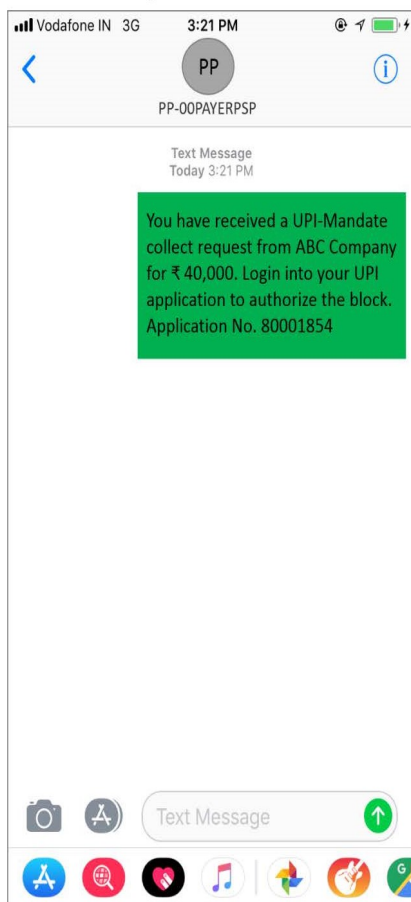 Vodafone IN 3G 3:21 PM
PP
PP-OOPAYERPSP
Text Message
Today 3:21 PM
You have received a UPI-Mandate
collect request from ABC Company
for ₹ 40,000. Login into your UPI
application to authorize the block.
Application No. 80001854
Text Message
G